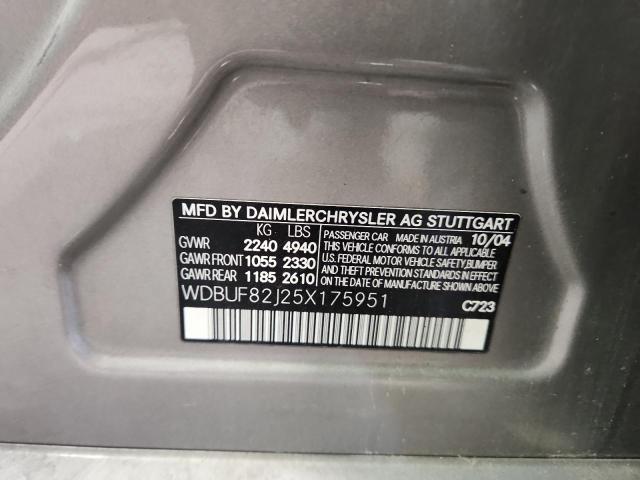 MFD BY DAIMLERCHRYSLER AG STUTTGART
KG LBS
GVWR 2240 4940
GAWR FRONT 1055 2330
GAWR REAR 1185 2610
PASSENGER CAR MADE IN AUSTRIA 10/04
THIS VEHICLE CONFORMS TO ALL APPLICABLE
U.S. FEDERAL MOTOR VEHICLE SAFETY,BUMPER
AND THEFT PREVENTION STANDARDS IN EFFECT
ON THE DATE OF MANUFACTURE SHOWN ABOVE
WDBUF82J25X175951
C723